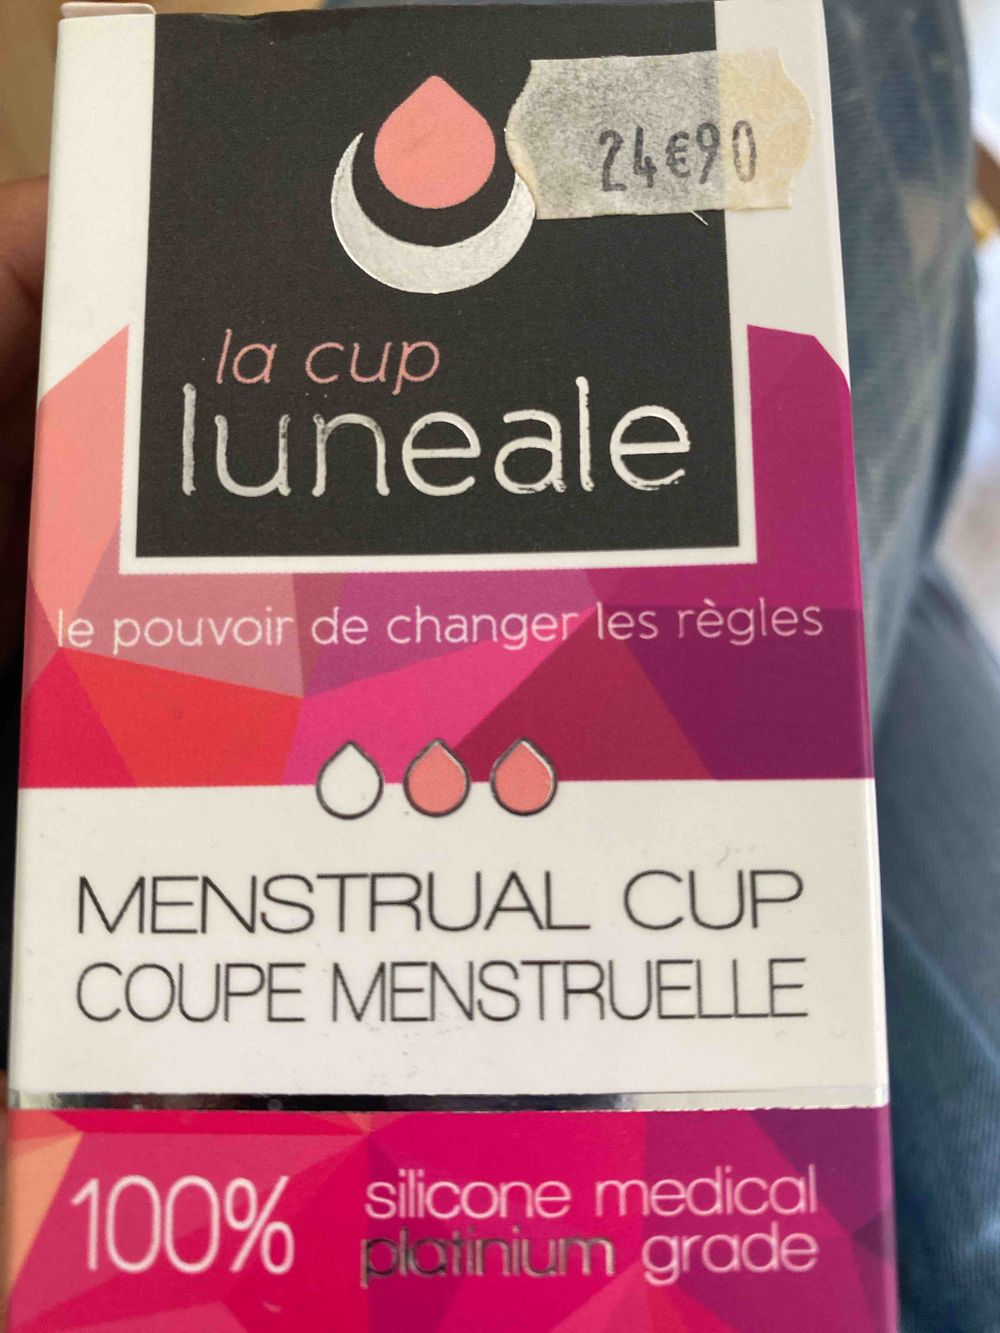 24€90
la cup
luneale
le pouvoir de changer les règles
MENSTRUAL CUP
COUPE MENSTRUELLE
100% silicone medical
platinium grade